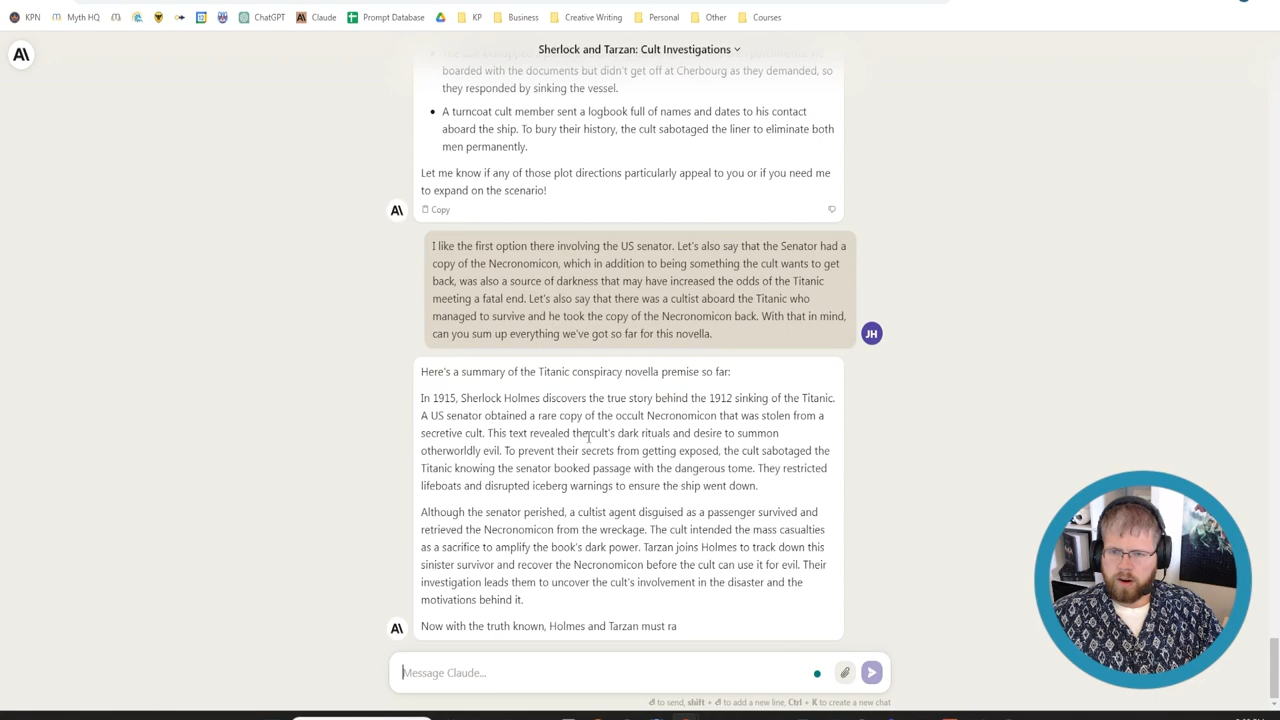 KPN
Myth HQ
ChatGPT
Claude
Prompt Database
KP
Business
Creative Writing
Personal
Other
Courses
Sherlock and Tarzan: Cult Investigations
boarded with the documents but didn't get off at Cherbourg as they demanded, so
they responded by sinking the vessel.
• A turncoat cult member sent a logbook full of names and dates to his contact
aboard the ship. To bury their history, the cult sabotaged the liner to eliminate both
men permanently.
Let me know if any of those plot directions particularly appeal to you or if you need me
to expand on the scenario!
Copy
I like the first option there involving the US senator. Let's also say that the Senator had a
copy of the Necronomicon, which in addition to being something the cult wants to get
back, was also a source of darkness that may have increased the odds of the Titanic
meeting a fatal end. Let's also say that there was a cultist aboard the Titanic who
managed to survive and he took the copy of the Necronomicon back. With that in mind,
can you sum up everything we've got so far for this novella.
JH
Here's a summary of the Titanic conspiracy novella premise so far:
In 1915, Sherlock Holmes discovers the true story behind the 1912 sinking of the Titanic.
A US senator obtained a rare copy of the occult Necronomicon that was stolen from a
secretive cult. This text revealed the cult's dark rituals and desire to summon
otherworldly evil. To prevent their secrets from getting exposed, the cult sabotaged the
Titanic knowing the senator booked passage with the dangerous tome. They restricted
lifeboats and disrupted iceberg warnings to ensure the ship went down.
Although the senator perished, a cultist agent disguised as a passenger survived and
retrieved the Necronomicon from the wreckage. The cult intended the mass casualties
as a sacrifice to amplify the book's dark power. Tarzan joins Holmes to track down this
sinister survivor and recover the Necronomicon before the cult can use it for evil. Their
investigation leads them to uncover the cult's involvement in the disaster and the
motivations behind it.
Now with the truth known, Holmes and Tarzan must ra
Message Claude...
to send, shift + to add a new line, Ctrl + K to create a new chat